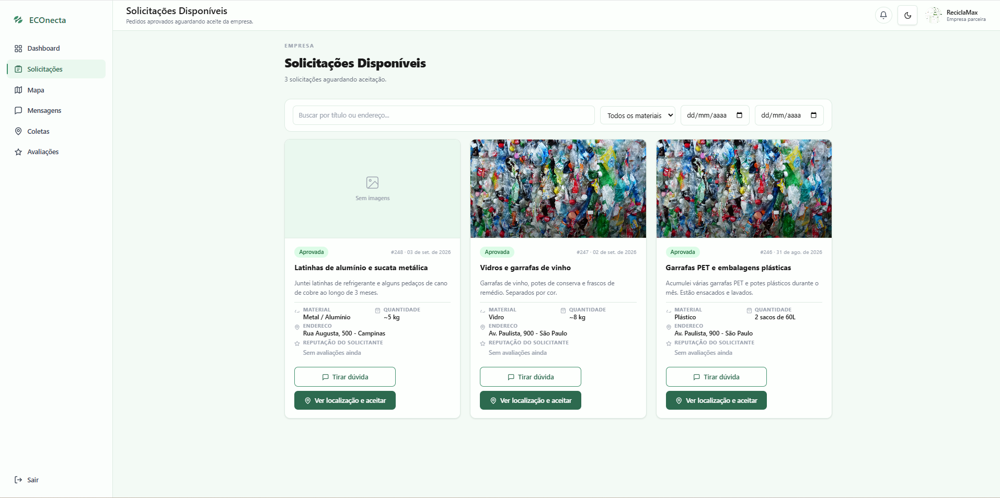 ECOnecta
Dashboard
Solicitações
Mapa
Mensagens
Coletas
Avaliações
Sair
Solicitações Disponíveis
Pedidos aprovados aguardando aceite da empresa.
ReciclaMax
Empresa parceira
EMPRESA
Solicitações Disponíveis
3 solicitações aguardando aceitação.
Buscar por título ou endereço...
Todos os materiais
dd/mm/aaaa
dd/mm/aaaa
Sem imagens
Aprovada
#248 · 03 de set. de 2026
Latinhas de alumínio e sucata metálica
Juntei latinhas de refrigerante e alguns pedaços de cano
de cobre ao longo de 3 meses.
MATERIAL
Metal / Alumínio
QUANTIDADE
~5 kg
ENDERECO
Rua Augusta, 500 - Campinas
REPUTAÇÃO DO SOLICITANTE
Sem avaliações ainda
Tirar dúvida
Ver localização e aceitar
Aprovada
#247 · 02 de set. de 2026
Vidros e garrafas de vinho
Garrafas de vinho, potes de conserva e frascos de
remédio. Separados por cor.
MATERIAL
Vidro
QUANTIDADE
~8 kg
ENDERECO
Av. Paulista, 900 - São Paulo
REPUTAÇÃO DO SOLICITANTE
Sem avaliações ainda
Tirar dúvida
Ver localização e aceitar
Aprovada
#246 · 31 de ago. de 2026
Garrafas PET e embalagens plásticas
Acumulei várias garrafas PET e potes plásticos durante o
mês. Estão ensacados e lavados.
MATERIAL
Plástico
QUANTIDADE
2 sacos de 60L
ENDERECO
Av. Paulista, 900 - São Paulo
REPUTAÇÃO DO SOLICITANTE
Sem avaliações ainda
Tirar dúvida
Ver localização e aceitar